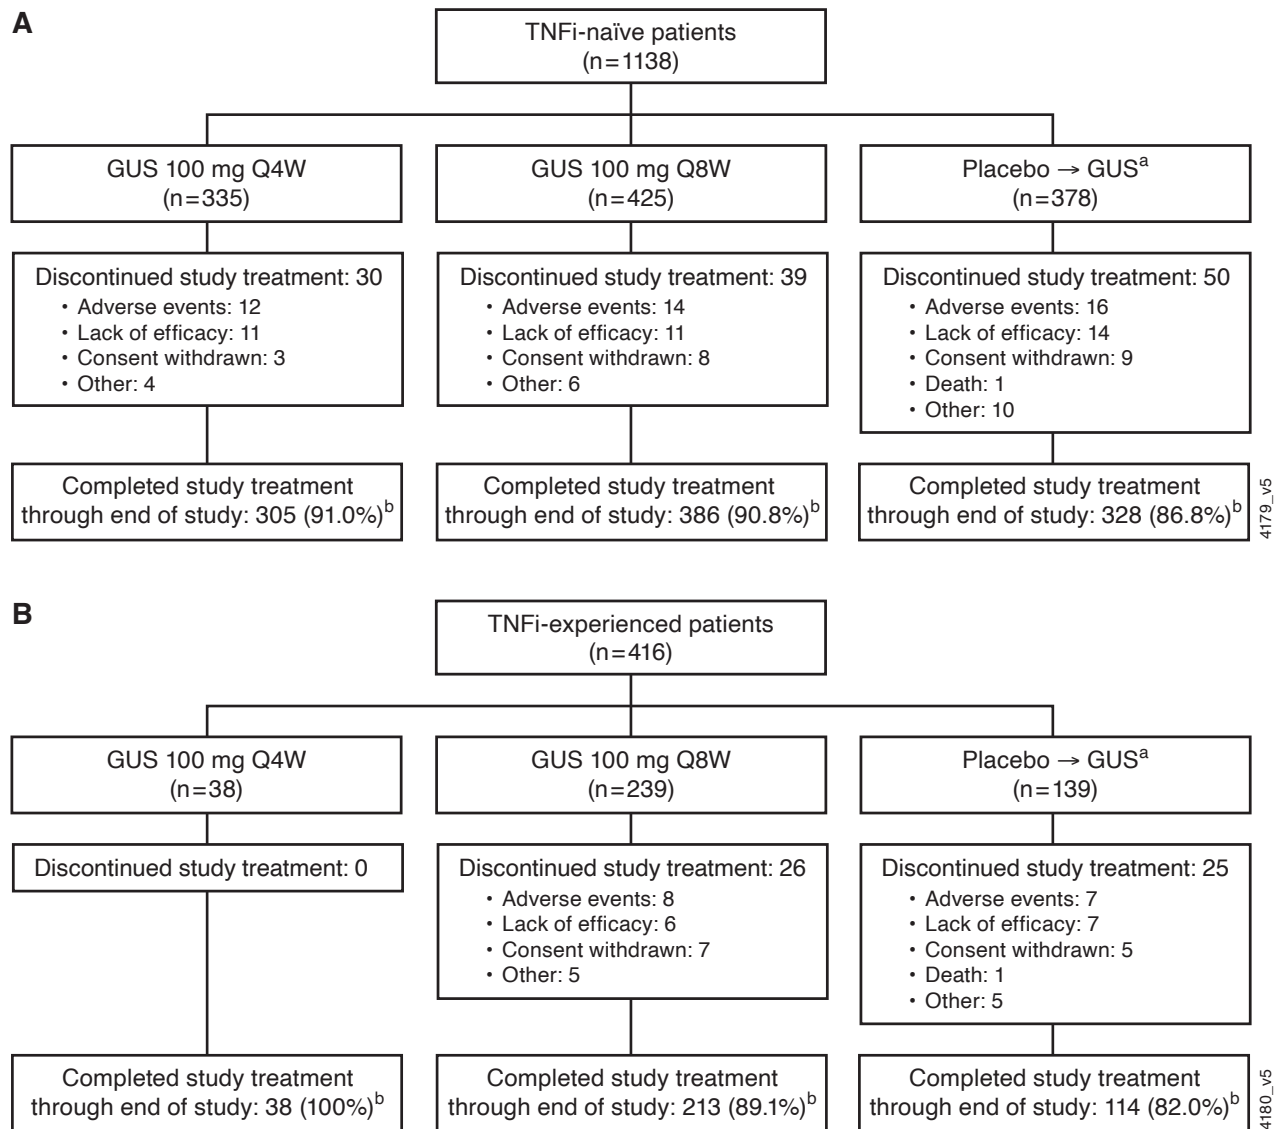 A
TNFi-naïve patients
(n=1138)
GUS 100 mg Q4W
(n=335)
GUS 100 mg Q8W
(n=425)
Placebo → GUSᵃ
(n=378)
Discontinued study treatment: 30
• Adverse events: 12
• Lack of efficacy: 11
• Consent withdrawn: 3
• Other: 4
Discontinued study treatment: 39
• Adverse events: 14
• Lack of efficacy: 11
• Consent withdrawn: 8
• Other: 6
Discontinued study treatment: 50
• Adverse events: 16
• Lack of efficacy: 14
• Consent withdrawn: 9
• Death: 1
• Other: 10
Completed study treatment
through end of study: 305 (91.0%)ᵇ
Completed study treatment
through end of study: 386 (90.8%)ᵇ
Completed study treatment
through end of study: 328 (86.8%)ᵇ
4179_v5
B
TNFi-experienced patients
(n=416)
GUS 100 mg Q4W
(n=38)
GUS 100 mg Q8W
(n=239)
Placebo → GUSᵃ
(n=139)
Discontinued study treatment: 0
Discontinued study treatment: 26
• Adverse events: 8
• Lack of efficacy: 6
• Consent withdrawn: 7
• Other: 5
Discontinued study treatment: 25
• Adverse events: 7
• Lack of efficacy: 7
• Consent withdrawn: 5
• Death: 1
• Other: 5
Completed study treatment
through end of study: 38 (100%)ᵇ
Completed study treatment
through end of study: 213 (89.1%)ᵇ
Completed study treatment
through end of study: 114 (82.0%)ᵇ
4180_v5